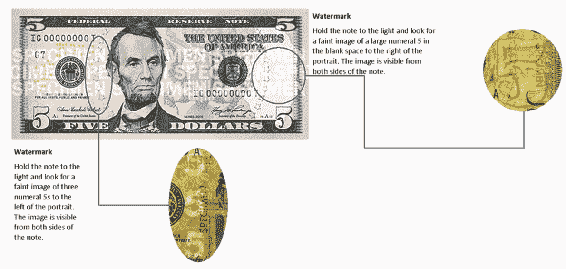 FEDERAL RESERVE NOTE
5
THE UNITED STATES
IG 00000000 I
SPECIMEN
IG 00000000 I
FIVE DOLLARS
5
5
Watermark
Hold the note to the light and look for
a faint image of a large numeral 5 in
the blank space to the right of the
portrait. The image is visible from
both sides of the note.
Watermark
Hold the note to the
light and look for a
faint image of three
numeral 5s to the
left of the portrait.
The image is visible
from both sides of
the note.